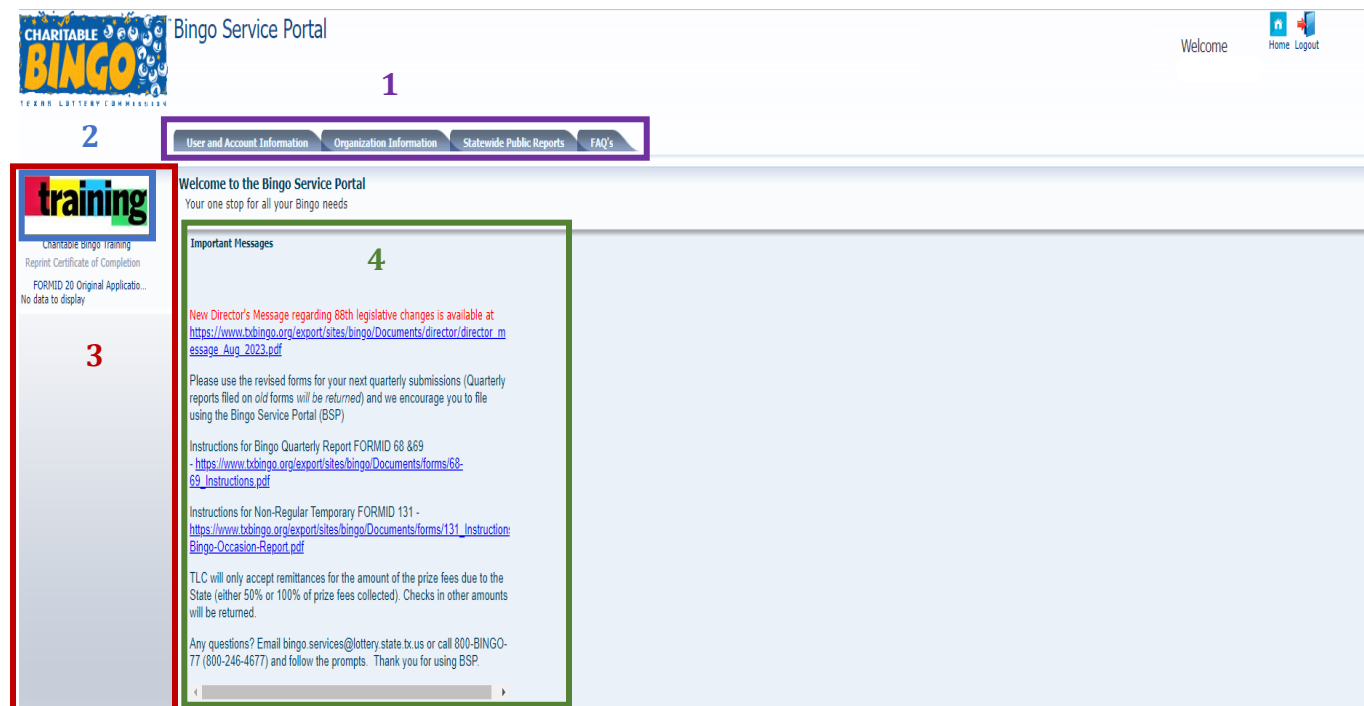 CHARITABLE
BINGO
TEXAS LOTTERY COMMISSION
Bingo Service Portal
Welcome
Home Logout
1
2
User and Account Information Organization Information Statewide Public Reports FAQ's
training
Charitable Bingo Training
Reprint Certificate of Completion
FORMID 20 Original Applicatio...
No data to display
3
Welcome to the Bingo Service Portal
Your one stop for all your Bingo needs
Important Messages
4
New Director's Message regarding 88th legislative changes is available at
https://www.txbingo.org/export/sites/bingo/Documents/director/director_m
essage_Aug_2023.pdf
Please use the revised forms for your next quarterly submissions (Quarterly
reports filed on old forms will be returned) and we encourage you to file
using the Bingo Service Portal (BSP)
Instructions for Bingo Quarterly Report FORMID 68 &69
- https://www.txbingo.org/export/sites/bingo/Documents/forms/68-
69_Instructions.pdf
Instructions for Non-Regular Temporary FORMID 131 -
https://www.txbingo.org/export/sites/bingo/Documents/forms/131_Instructions
Bingo-Occasion-Report.pdf
TLC will only accept remittances for the amount of the prize fees due to the
State (either 50% or 100% of prize fees collected). Checks in other amounts
will be returned.
Any questions? Email bingo.services@lottery.state.tx.us or call 800-BINGO-
77 (800-246-4677) and follow the prompts. Thank you for using BSP.